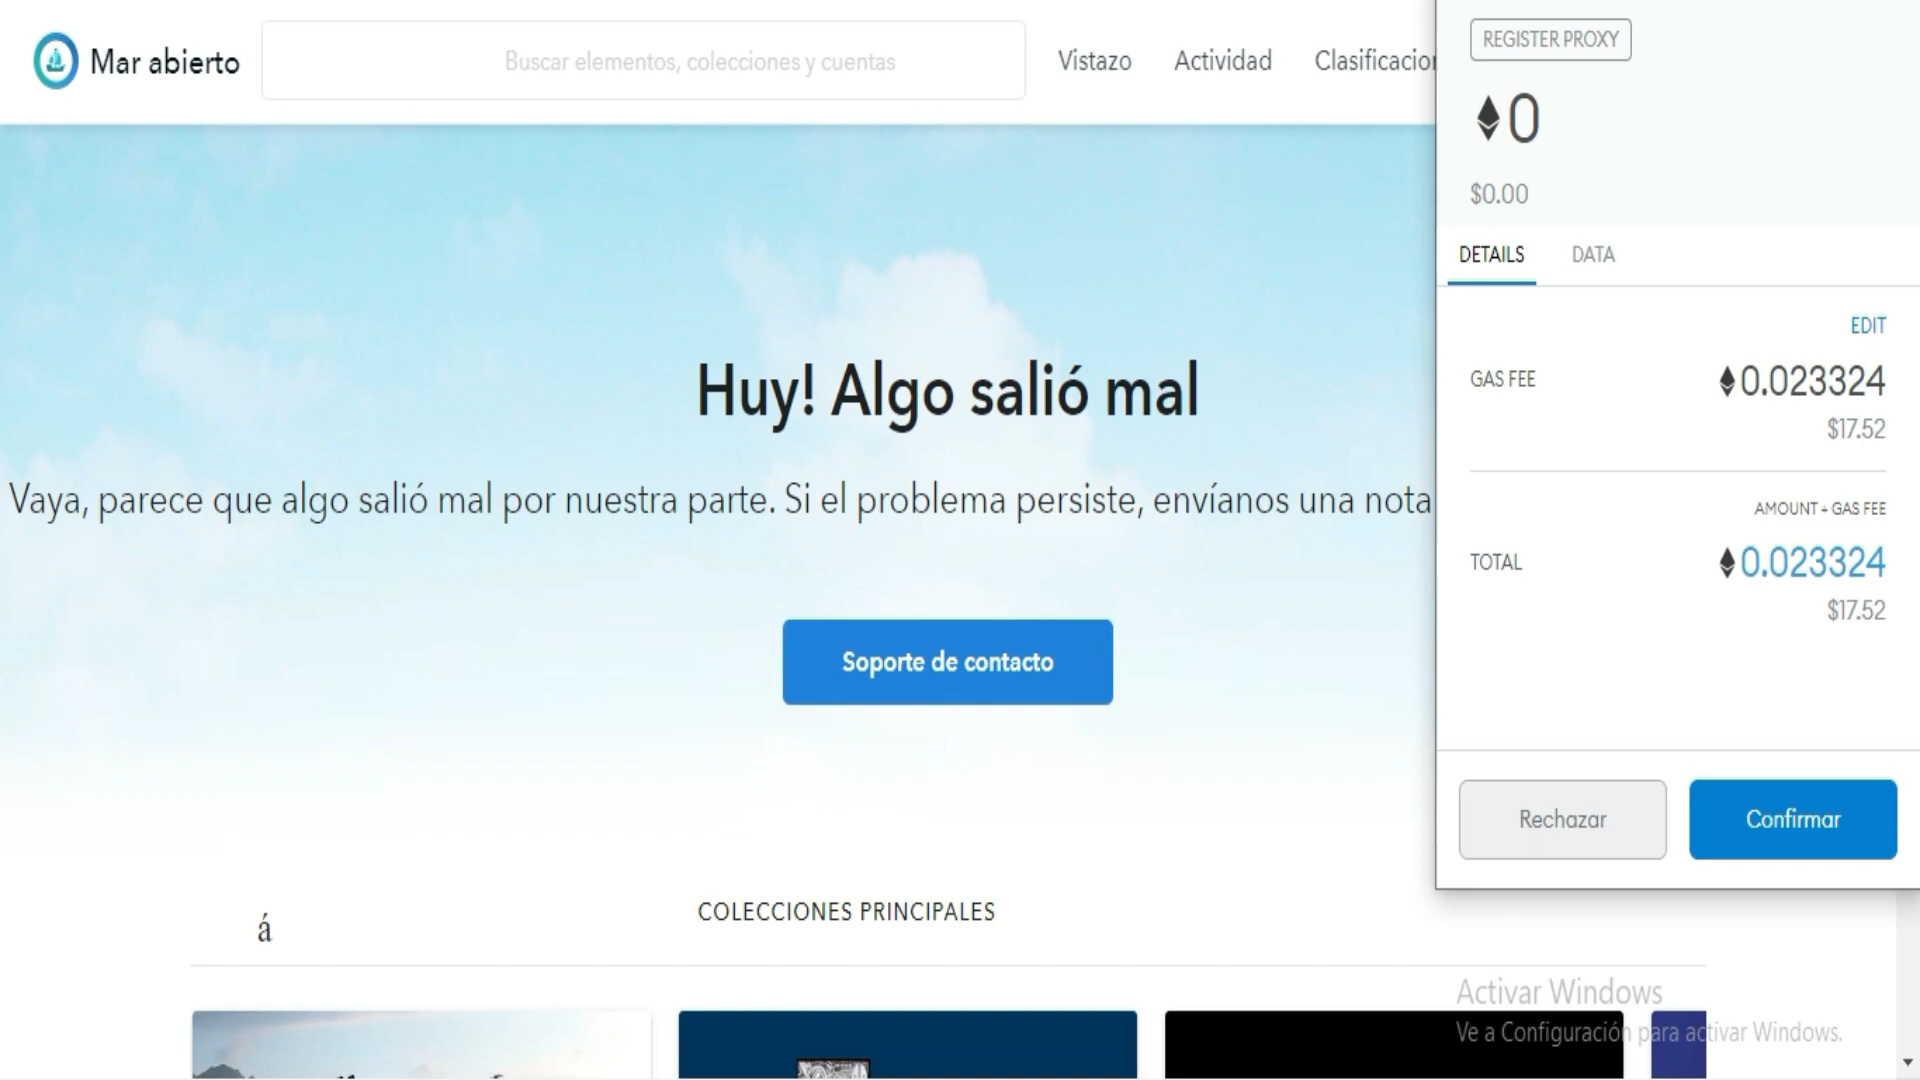 Mar abierto
Buscar elementos, colecciones y cuentas
Vistazo
Actividad
Clasificacion
Huy! Algo salió mal
Vaya, parece que algo salió mal por nuestra parte. Si el problema persiste, envíanos una nota
Soporte de contacto
á
COLECCIONES PRINCIPALES
REGISTER PROXY
0
$0.00
DETAILS
DATA
EDIT
GAS FEE
0.023324
$17.52
AMOUNT + GAS FEE
TOTAL
0.023324
$17.52
Rechazar
Confirmar
Activar Windows
Ve a Configuración para activar Windows.